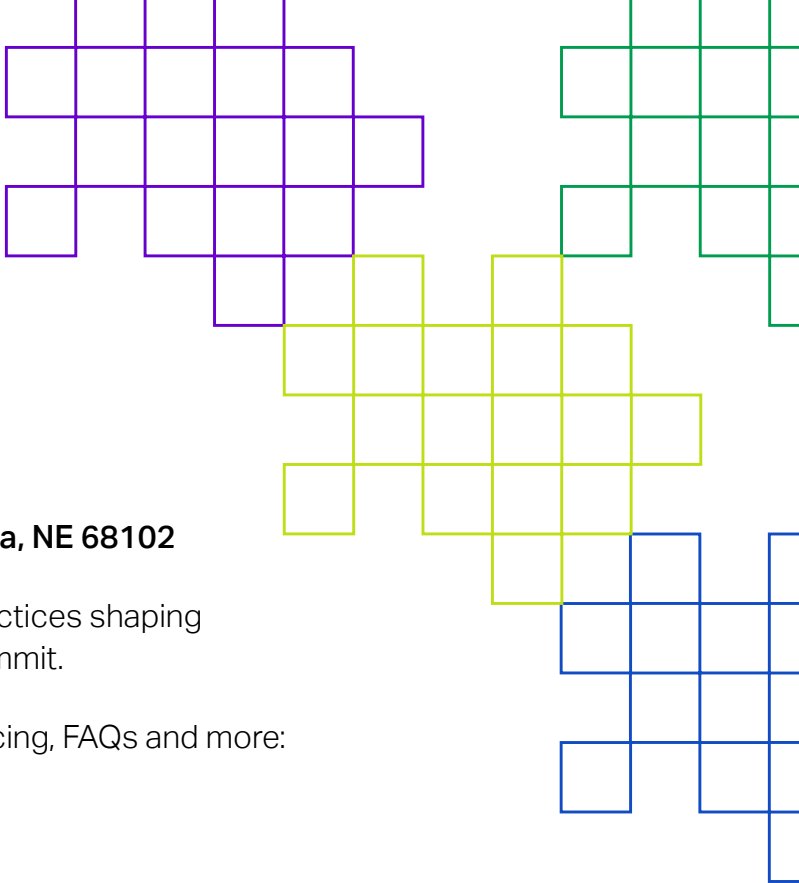 a, NE 68102
ctices shaping
nmit.
cing, FAQs and more: